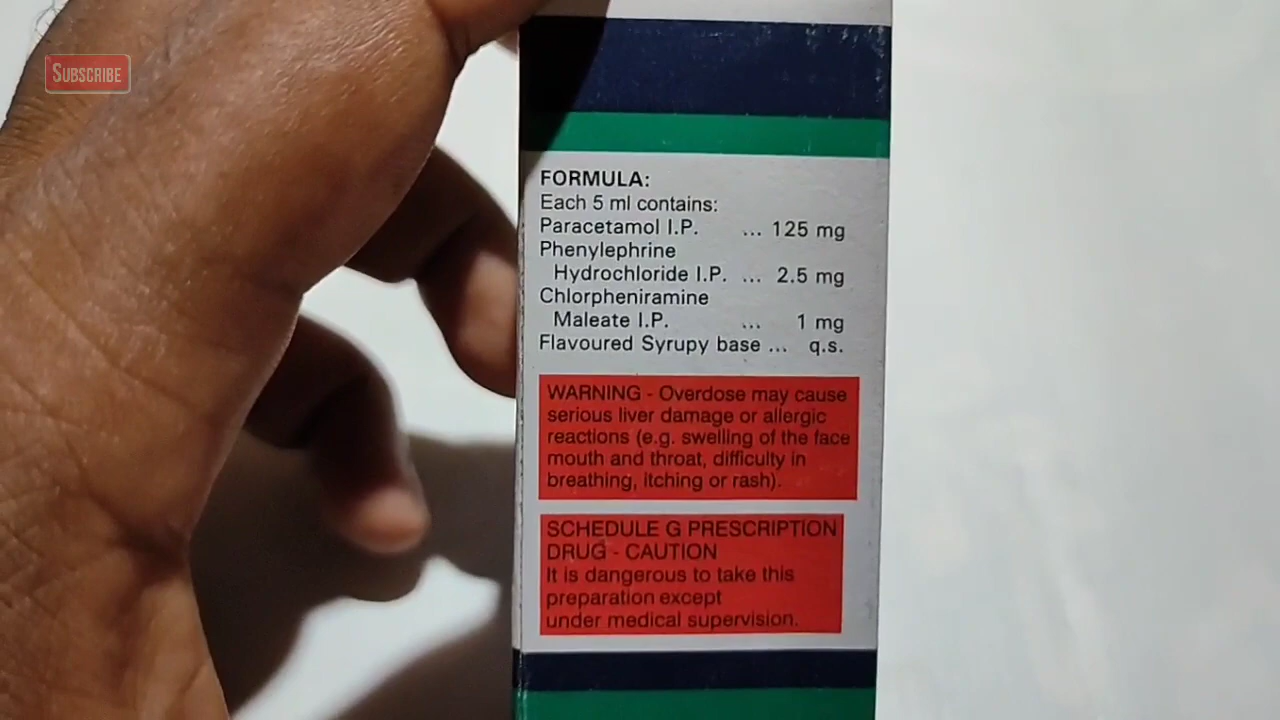 SUBSCRIBE
FORMULA:
Each 5 ml contains:
Paracetamol I.P. ... 125 mg
Phenylephrine
Hydrochloride I.P. ... 2.5 mg
Chlorpheniramine
Maleate I.P. ... 1 mg
Flavoured Syrupy base ... q.s.
WARNING - Overdose may cause
serious liver damage or allergic
reactions (e.g. swelling of the face
mouth and throat, difficulty in
breathing, itching or rash).
SCHEDULE G PRESCRIPTION
DRUG - CAUTION
It is dangerous to take this
preparation except
under medical supervision.